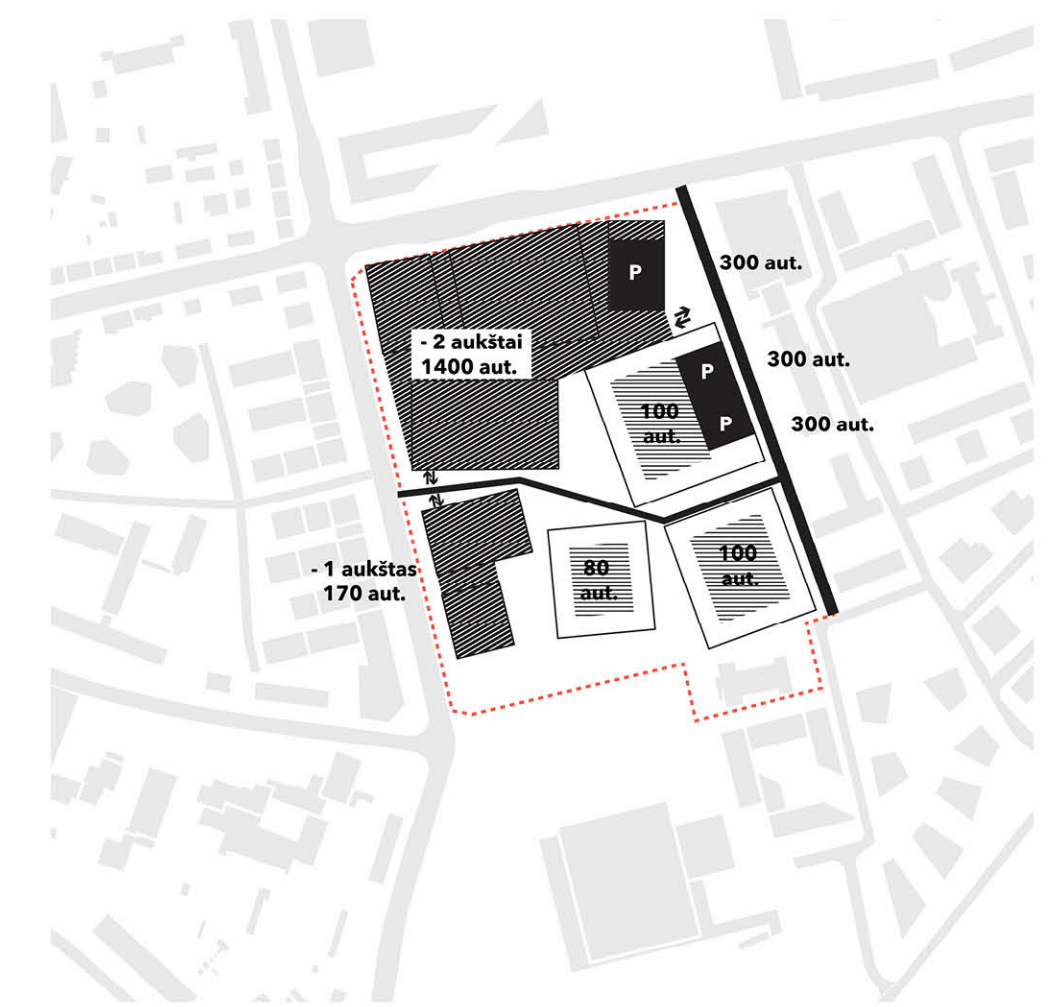 300 aut.
P
- 2 aukštai
1400 aut.
300 aut.
P
100
aut.
P
300 aut.
- 1 aukštas
170 aut.
80
aut.
100
aut.